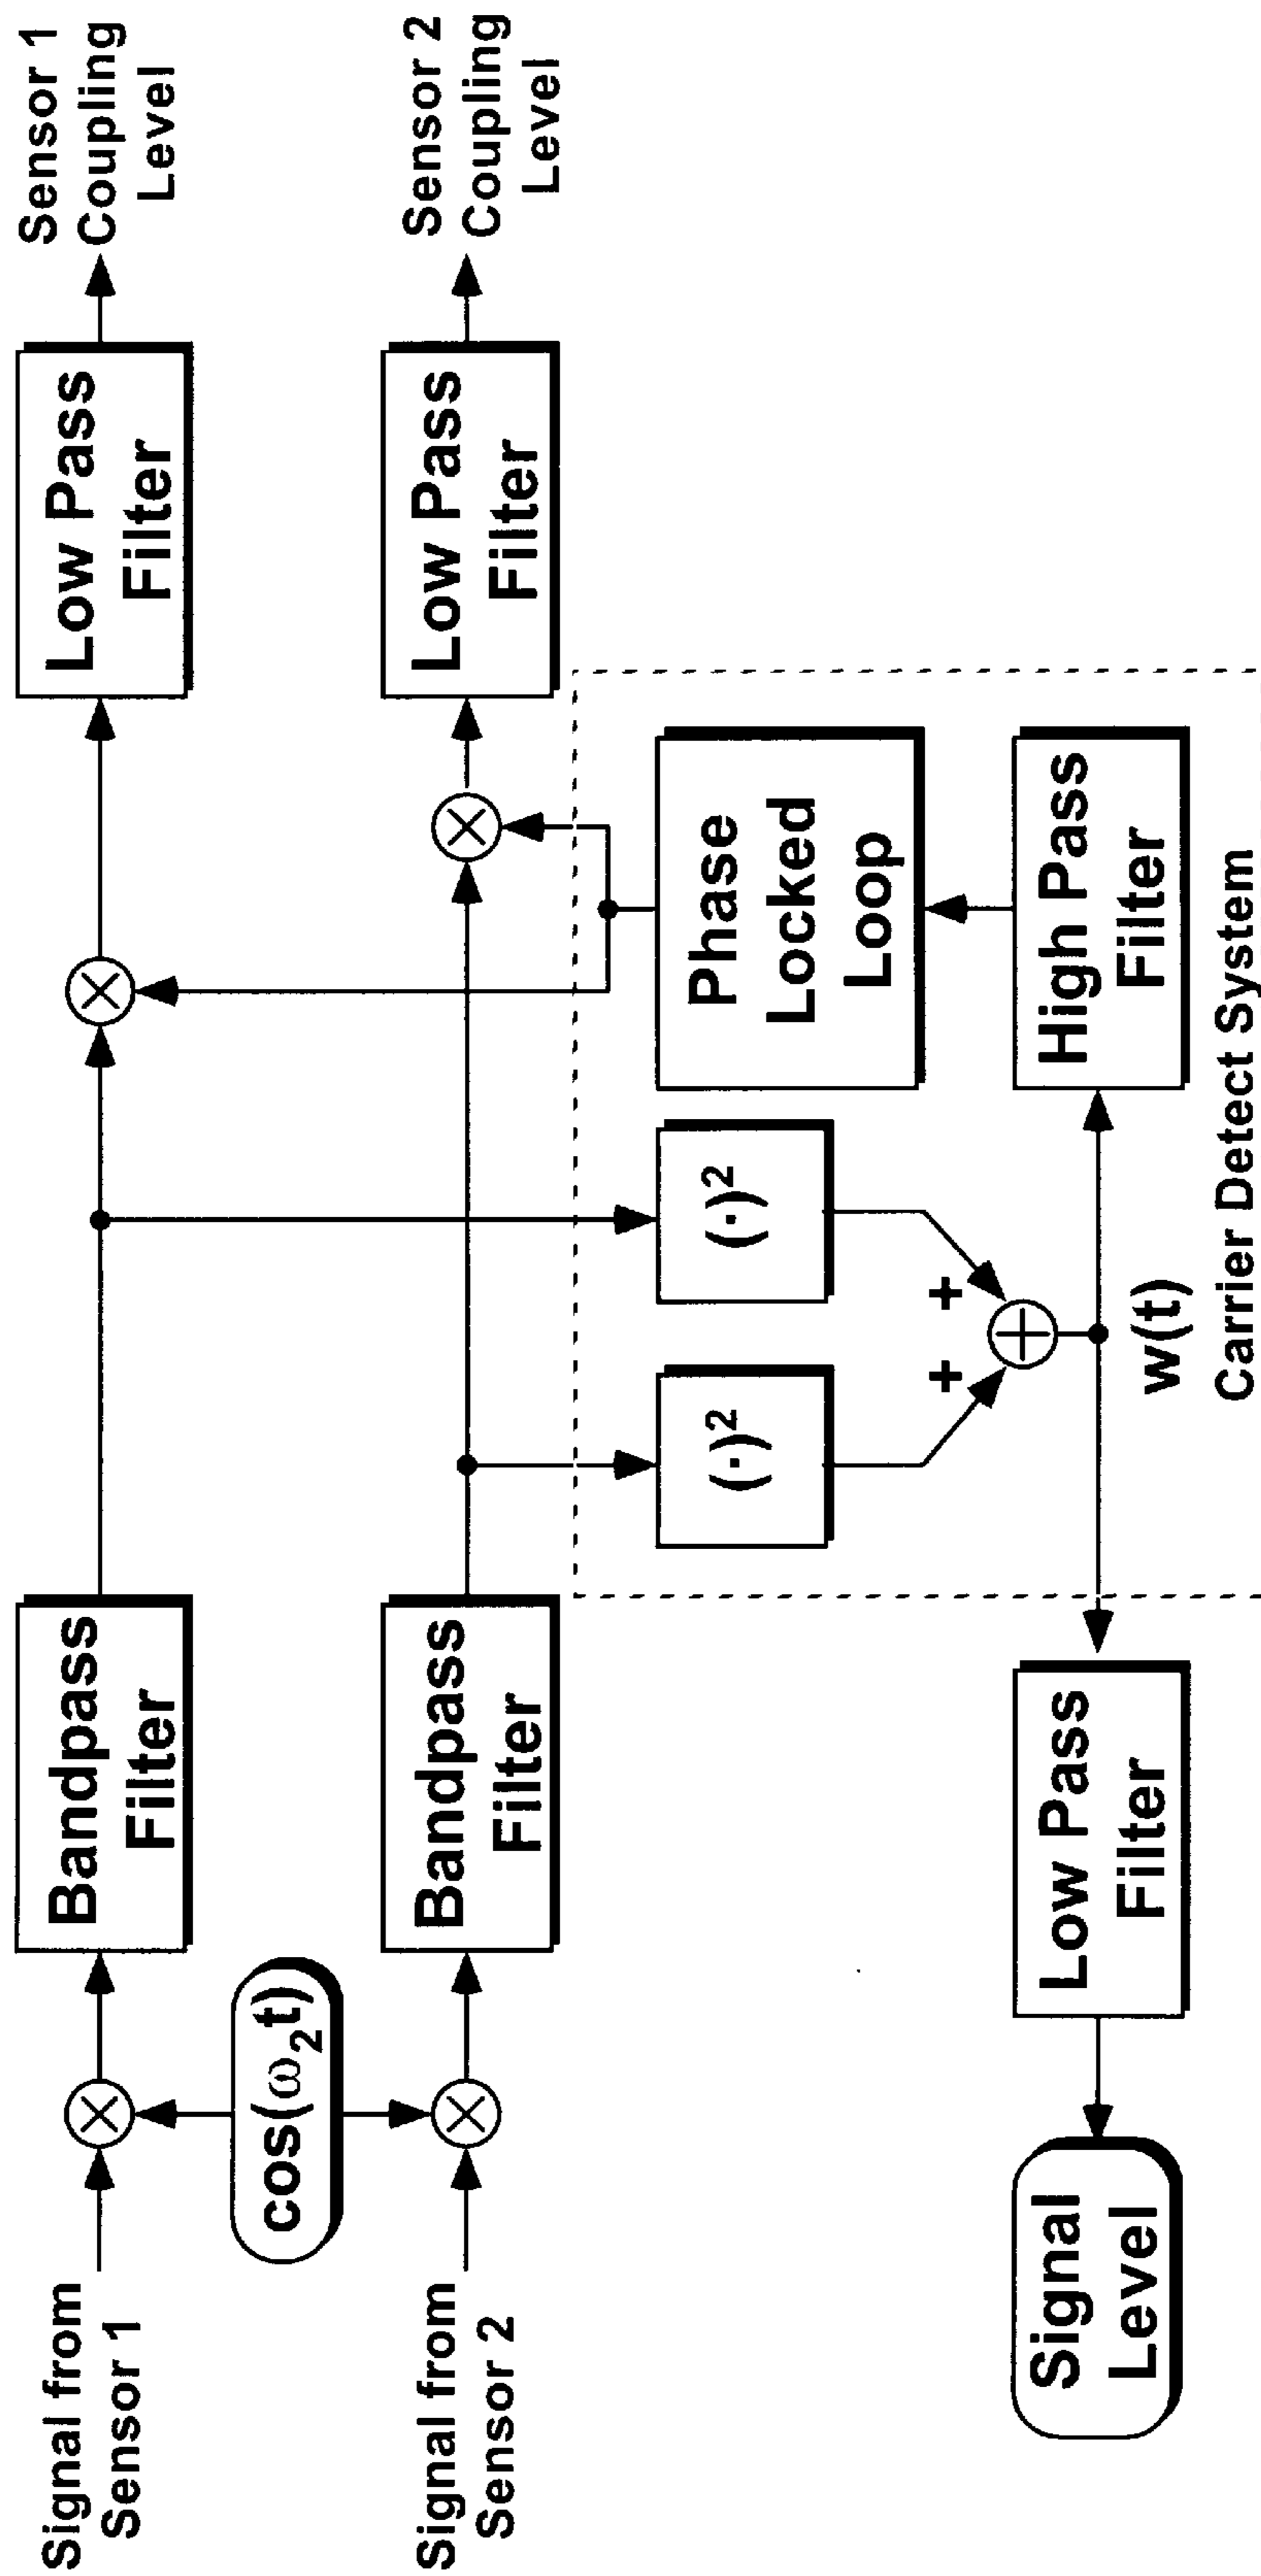 Signal from
Sensor 1
Bandpass
Filter
Low Pass
Filter
Sensor 1
Coupling
Level
cos(ω₂t)
Signal from
Sensor 2
Bandpass
Filter
Low Pass
Filter
Sensor 2
Coupling
Level
(·)²
(·)²
Phase
Locked
Loop
+
+
Signal
Level
Low Pass
Filter
w(t)
High Pass
Filter
Carrier Detect System